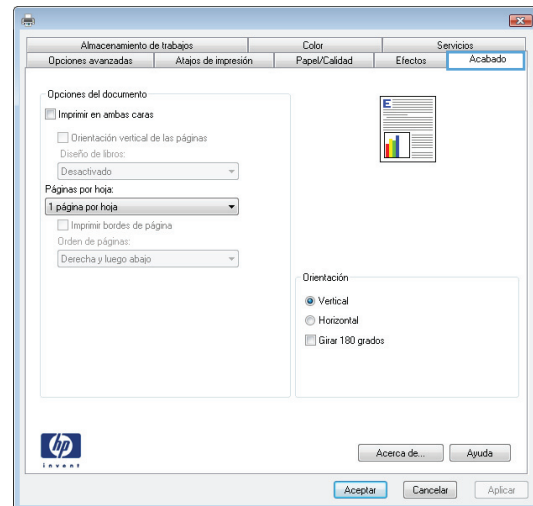 Almacenamiento de trabajos Color Servicios
Opciones avanzadas Atajos de impresión Papel/Calidad Efectos Acabado
Opciones del documento
Imprimir en ambas caras
Orientación vertical de las páginas
Diseño de libros:
Desactivado
Páginas por hoja:
1 página por hoja
Imprimir bordes de página
Orden de páginas:
Derecha y luego abajo
E
Orientación
Vertical
Horizontal
Girar 180 grados
hp
invent
Acerca de... Ayuda
Aceptar Cancelar Aplicar